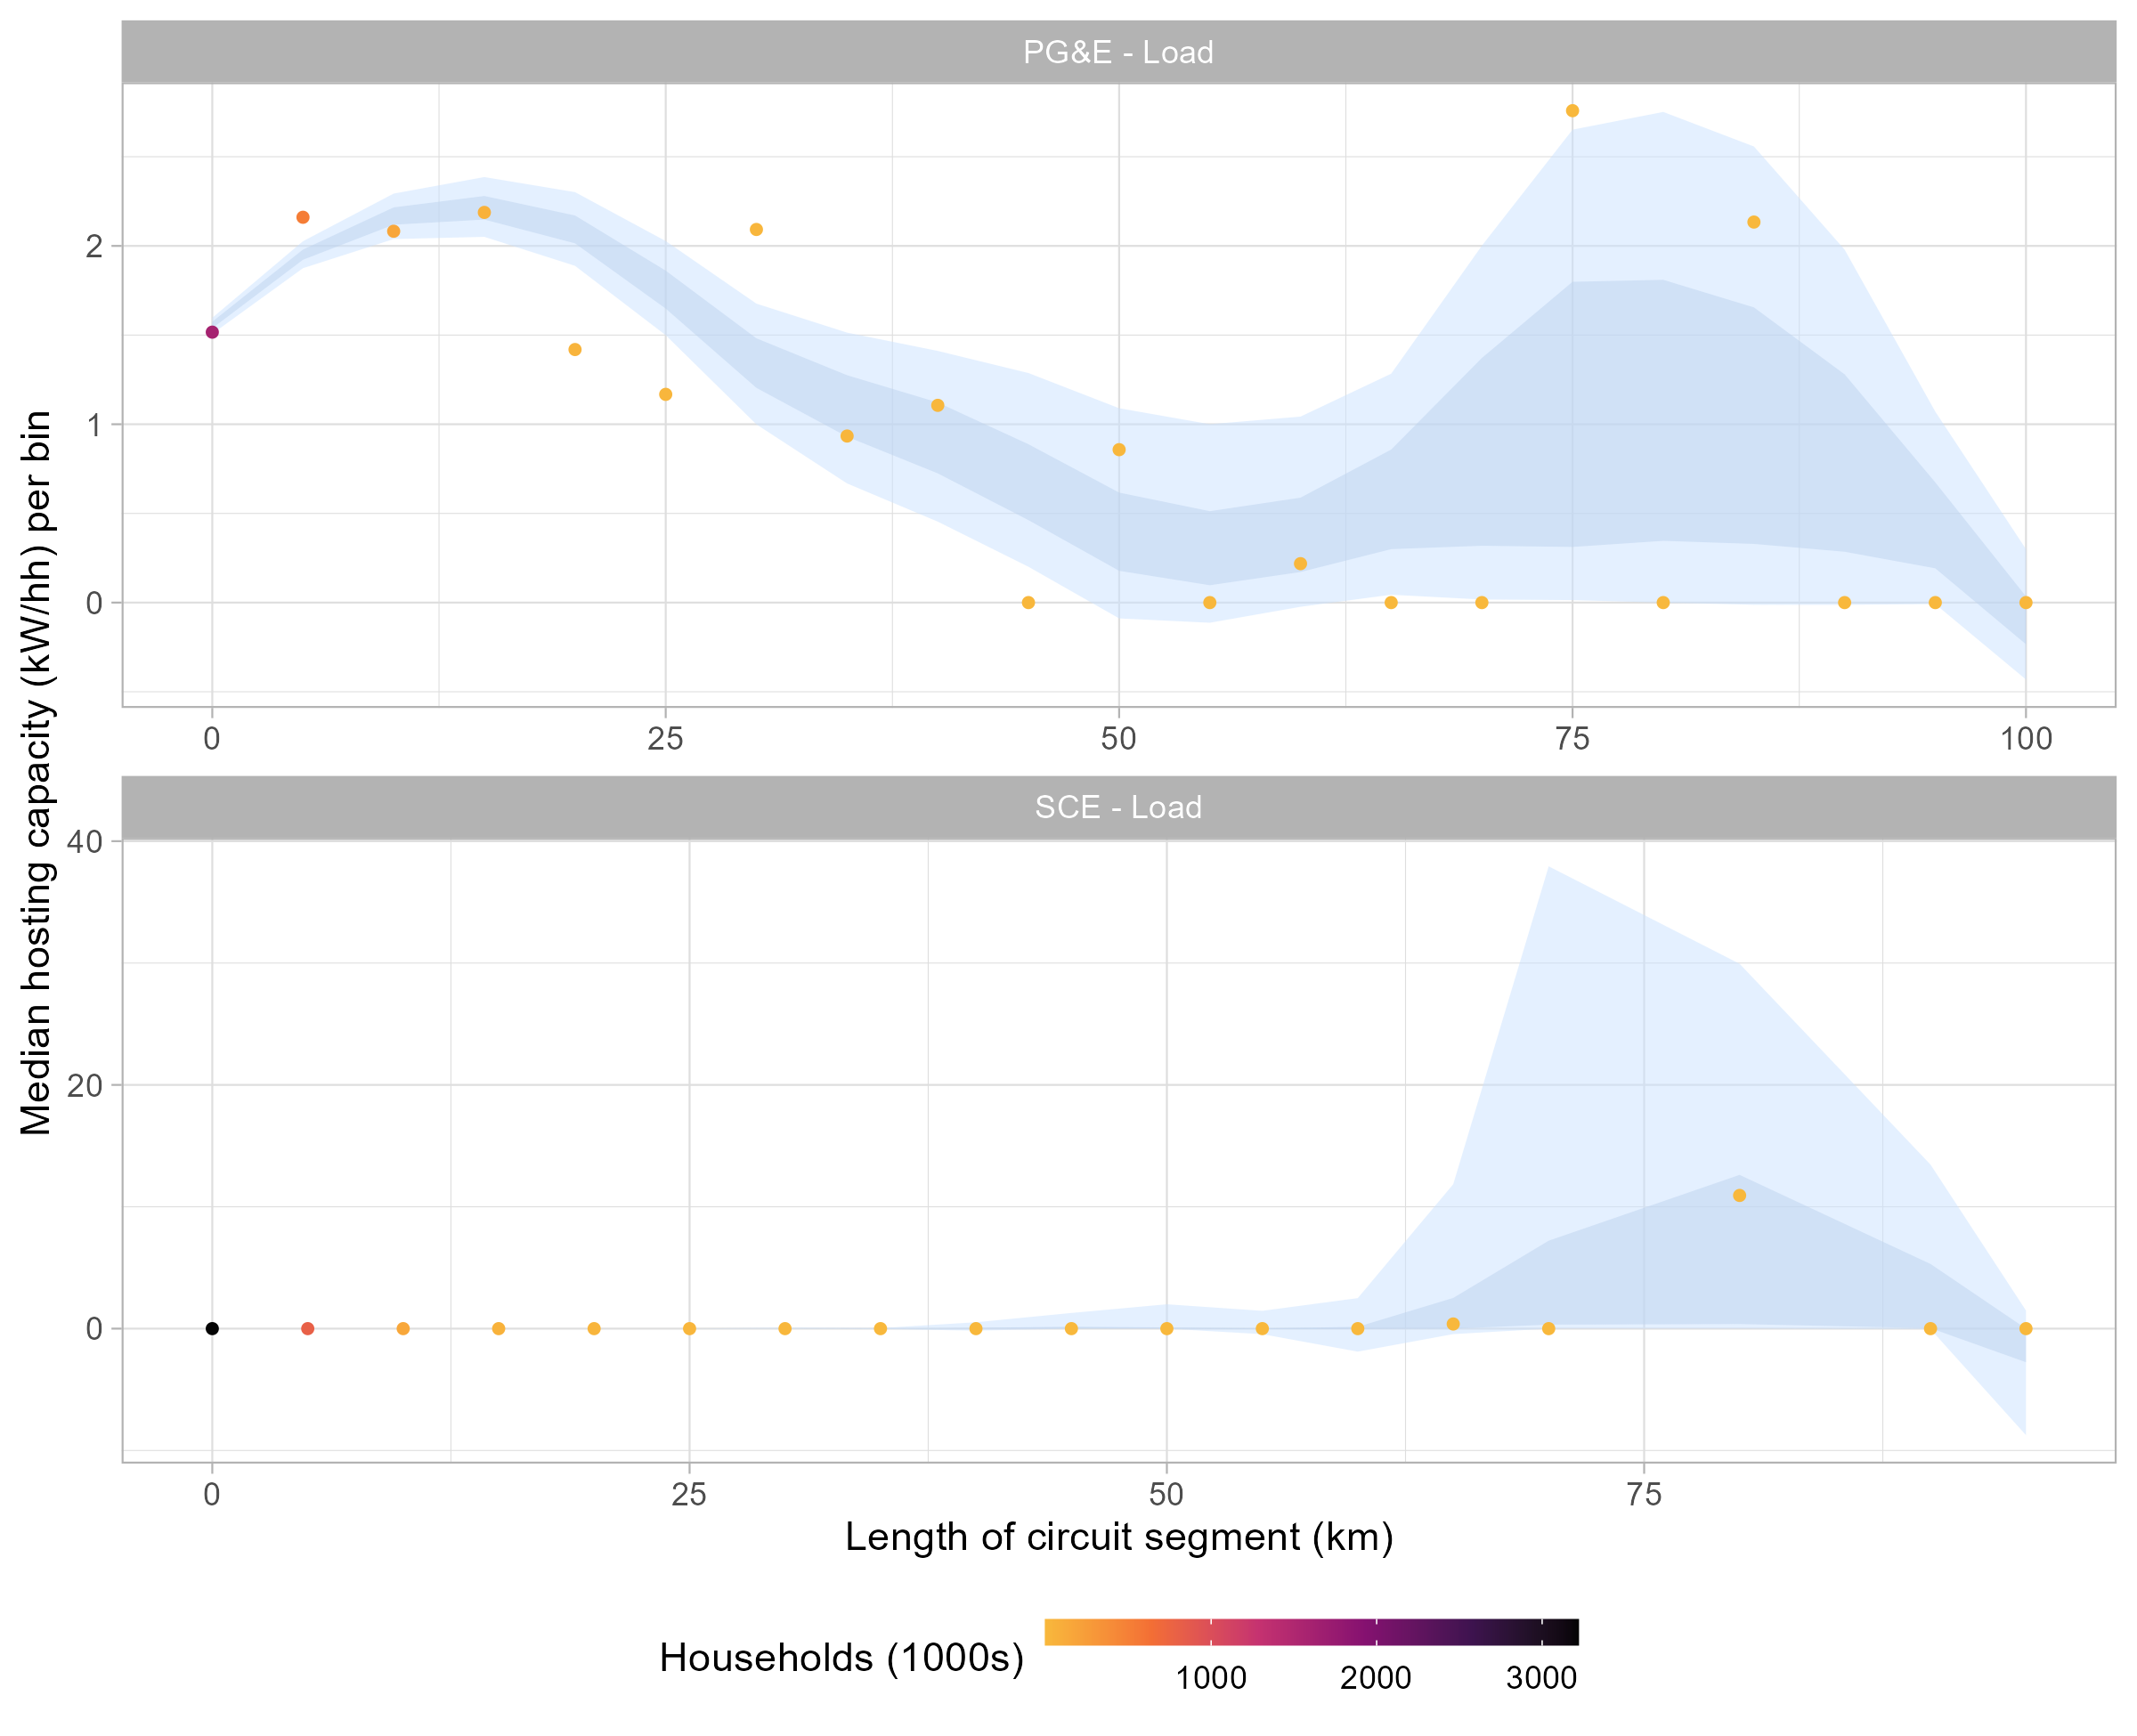 PG&E - Load
2
1
0
0 25 50 75 100
Median hosting capacity (kW/hh) per bin
SCE - Load
40
20
0
0 25 50 75
Length of circuit segment (km)
Households (1000s)
1000 2000 3000